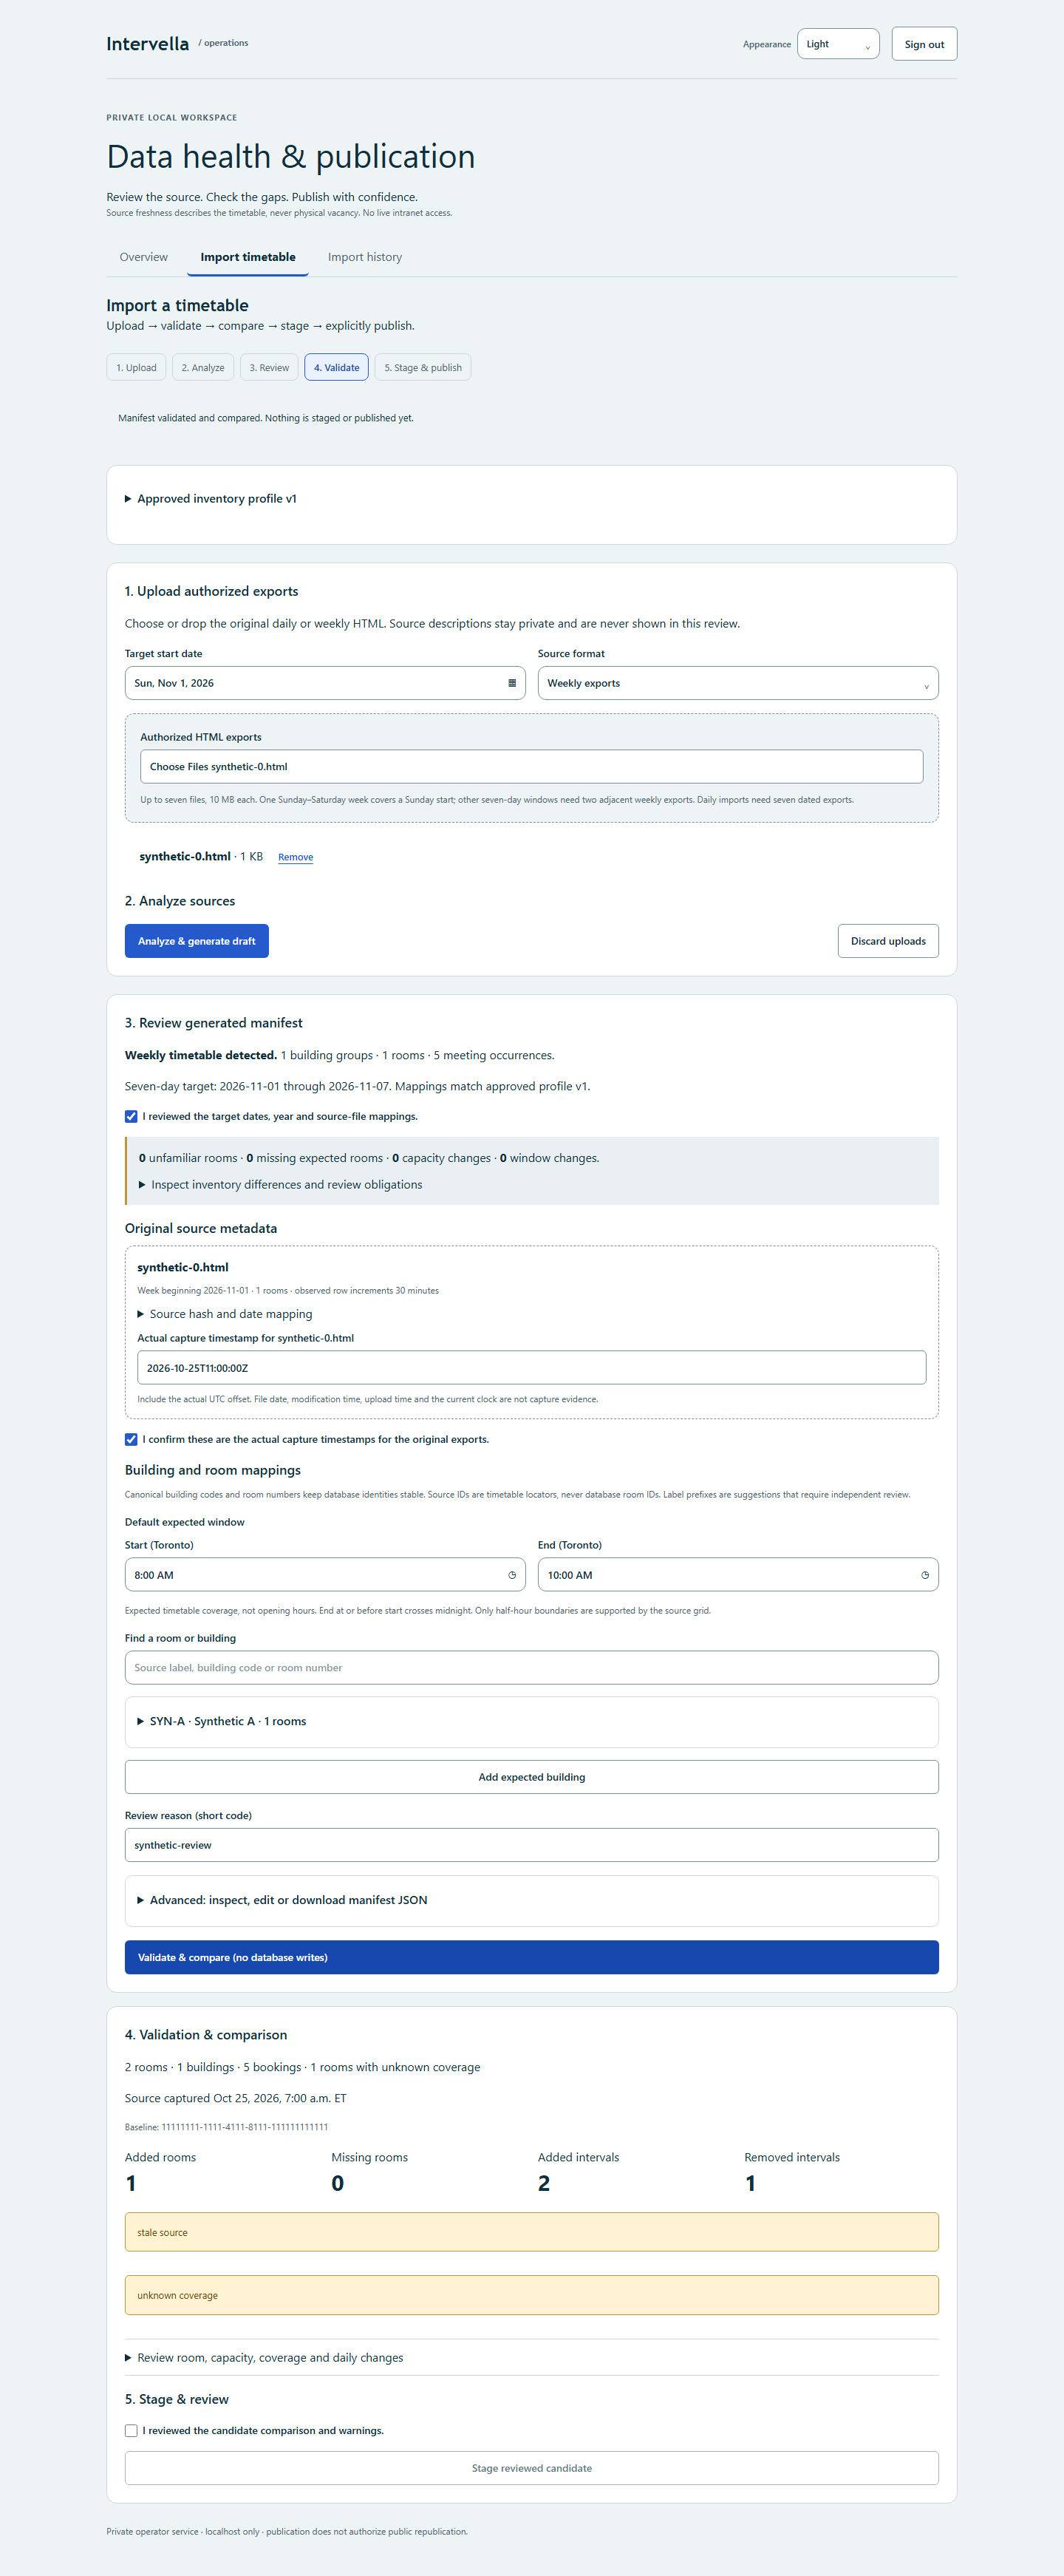 Intervella / operations
Appearance Light Sign out
PRIVATE LOCAL WORKSPACE
Data health & publication
Review the source. Check the gaps. Publish with confidence.
Source freshness describes the timetable, never physical vacancy. No live intranet access.
Overview Import timetable Import history
Import a timetable
Upload → validate → compare → stage → explicitly publish.
1. Upload 2. Analyze 3. Review 4. Validate 5. Stage & publish
Manifest validated and compared. Nothing is staged or published yet.
Approved inventory profile v1
1. Upload authorized exports
Choose or drop the original daily or weekly HTML. Source descriptions stay private and are never shown in this review.
Target start date Source format
Sun, Nov 1, 2026 Weekly exports
Authorized HTML exports
Choose Files synthetic-0.html
Up to seven files, 10 MB each. One Sunday–Saturday week covers a Sunday start; other seven-day windows need two adjacent weekly exports. Daily imports need seven dated exports.
synthetic-0.html · 1 KB Remove
2. Analyze sources
Analyze & generate draft Discard uploads
3. Review generated manifest
Weekly timetable detected. 1 building groups · 1 rooms · 5 meeting occurrences.
Seven-day target: 2026-11-01 through 2026-11-07. Mappings match approved profile v1.
I reviewed the target dates, year and source-file mappings.
0 unfamiliar rooms · 0 missing expected rooms · 0 capacity changes · 0 window changes.
Inspect inventory differences and review obligations
Original source metadata
synthetic-0.html
Week beginning 2026-11-01 · 1 rooms · observed row increments 30 minutes
Source hash and date mapping
Actual capture timestamp for synthetic-0.html
2026-10-25T11:00:00Z
Include the actual UTC offset. File date, modification time, upload time and the current clock are not capture evidence.
I confirm these are the actual capture timestamps for the original exports.
Building and room mappings
Canonical building codes and room numbers keep database identities stable. Source IDs are timetable locators, never database room IDs. Label prefixes are suggestions that require independent review.
Default expected window
Start (Toronto) End (Toronto)
8:00 AM 10:00 AM
Expected timetable coverage, not opening hours. End at or before start crosses midnight. Only half-hour boundaries are supported by the source grid.
Find a room or building
Source label, building code or room number
SYN-A · Synthetic A · 1 rooms
Add expected building
Review reason (short code)
synthetic-review
Advanced: inspect, edit or download manifest JSON
Validate & compare (no database writes)
4. Validation & comparison
2 rooms · 1 buildings · 5 bookings · 1 rooms with unknown coverage
Source captured Oct 25, 2026, 7:00 a.m. ET
Baseline: 11111111-1111-4111-8111-111111111111
Added rooms Missing rooms Added intervals Removed intervals
1 0 2 1
stale source
unknown coverage
Review room, capacity, coverage and daily changes
5. Stage & review
I reviewed the candidate comparison and warnings.
Stage reviewed candidate
Private operator service · localhost only · publication does not authorize public republication.